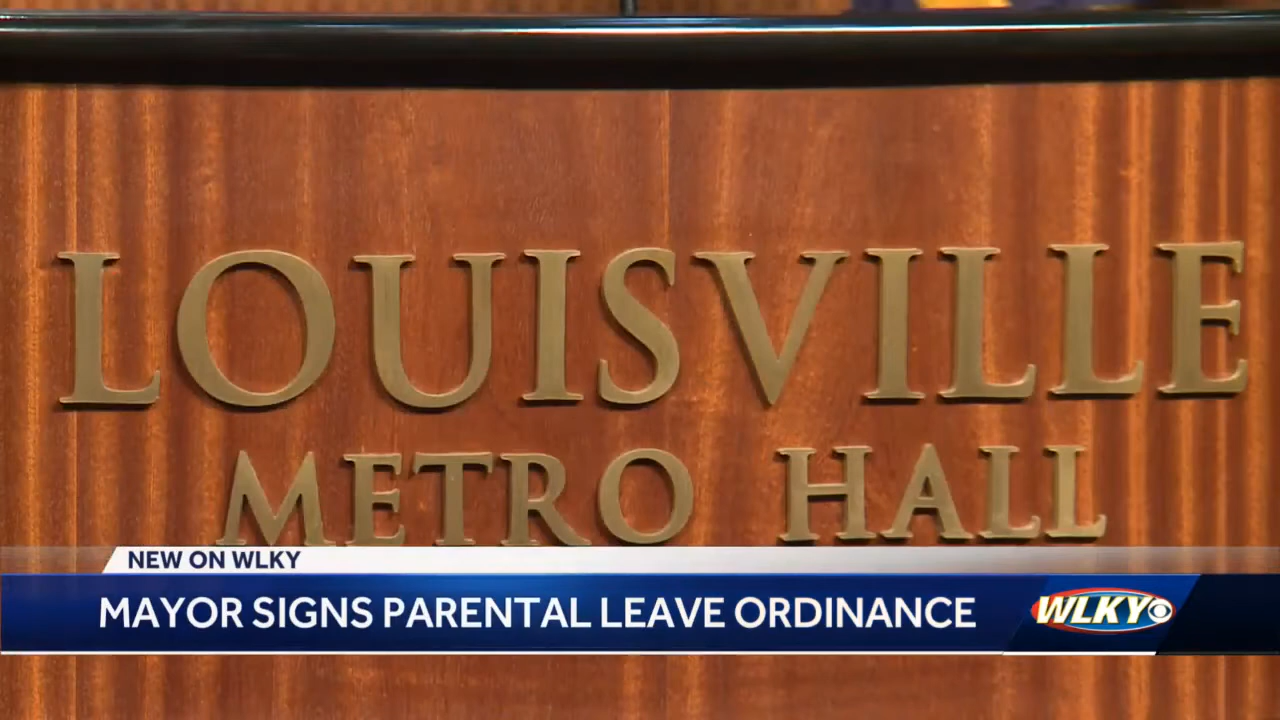 LOUISVILLE
METRO HALL
NEW ON WLKY
MAYOR SIGNS PARENTAL LEAVE ORDINANCE
WLKY